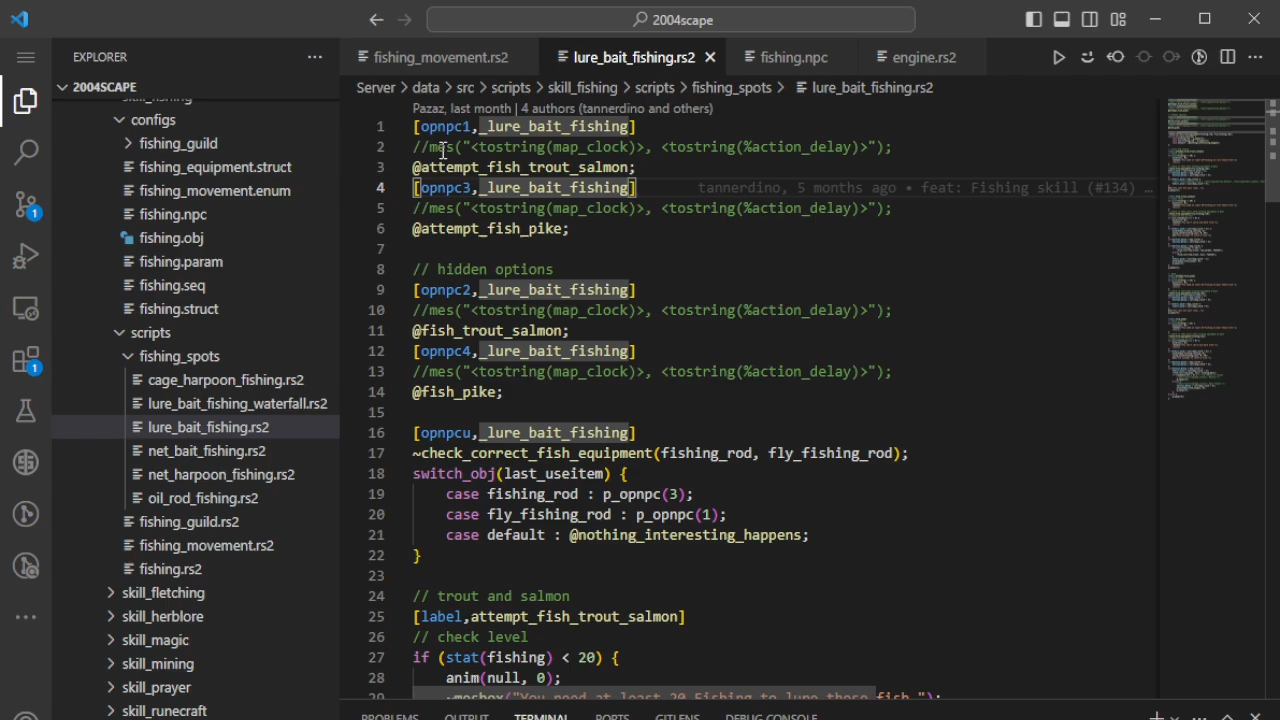 2004scape
EXPLORER
2004SCAPE
skill_fishing
configs
fishing_guild
fishing_equipment.struct
fishing_movement.enum
fishing.npc
fishing.obj
fishing.param
fishing.seq
fishing.struct
scripts
fishing_spots
cage_harpoon_fishing.rs2
lure_bait_fishing_waterfall.rs2
lure_bait_fishing.rs2
net_bait_fishing.rs2
net_harpoon_fishing.rs2
oil_rod_fishing.rs2
fishing_guild.rs2
fishing_movement.rs2
fishing.rs2
skill_fletching
skill_herblore
skill_magic
skill_mining
skill_prayer
skill_runecraft
1
1
fishing_movement.rs2 lure_bait_fishing.rs2 fishing.npc engine.rs2
Server > data > src > scripts > skill_fishing > scripts > fishing_spots > lure_bait_fishing.rs2
Pazaz, last month | 4 authors (tannerdino and others)
1 [opnpc1,_lure_bait_fishing]
2 //mes("<tostring(map_clock)>, <tostring(%action_delay)>");
3 @attempt_fish_trout_salmon;
4 [opnpc3,_lure_bait_fishing] tannerdino, 5 months ago • feat: Fishing skill (#134) …
5 //mes("<tostring(map_clock)>, <tostring(%action_delay)>");
6 @attempt_fish_pike;
7
8 // hidden options
9 [opnpc2,_lure_bait_fishing]
10 //mes("<tostring(map_clock)>, <tostring(%action_delay)>");
11 @fish_trout_salmon;
12 [opnpc4,_lure_bait_fishing]
13 //mes("<tostring(map_clock)>, <tostring(%action_delay)>");
14 @fish_pike;
15
16 [opnpcu,_lure_bait_fishing]
17 ~check_correct_fish_equipment(fishing_rod, fly_fishing_rod);
18 switch_obj(last_useitem) {
19 case fishing_rod : p_opnpc(3);
20 case fly_fishing_rod : p_opnpc(1);
21 case default : @nothing_interesting_happens;
22 }
23
24 // trout and salmon
25 [label,attempt_fish_trout_salmon]
26 // check level
27 if (stat(fishing) < 20) {
28 anim(null, 0);
29 ~mesbox("You need at least 20 Fishing to lure these fish.");
PROBLEMS OUTPUT TERMINAL PORTS GITLENS DEBUG CONSOLE